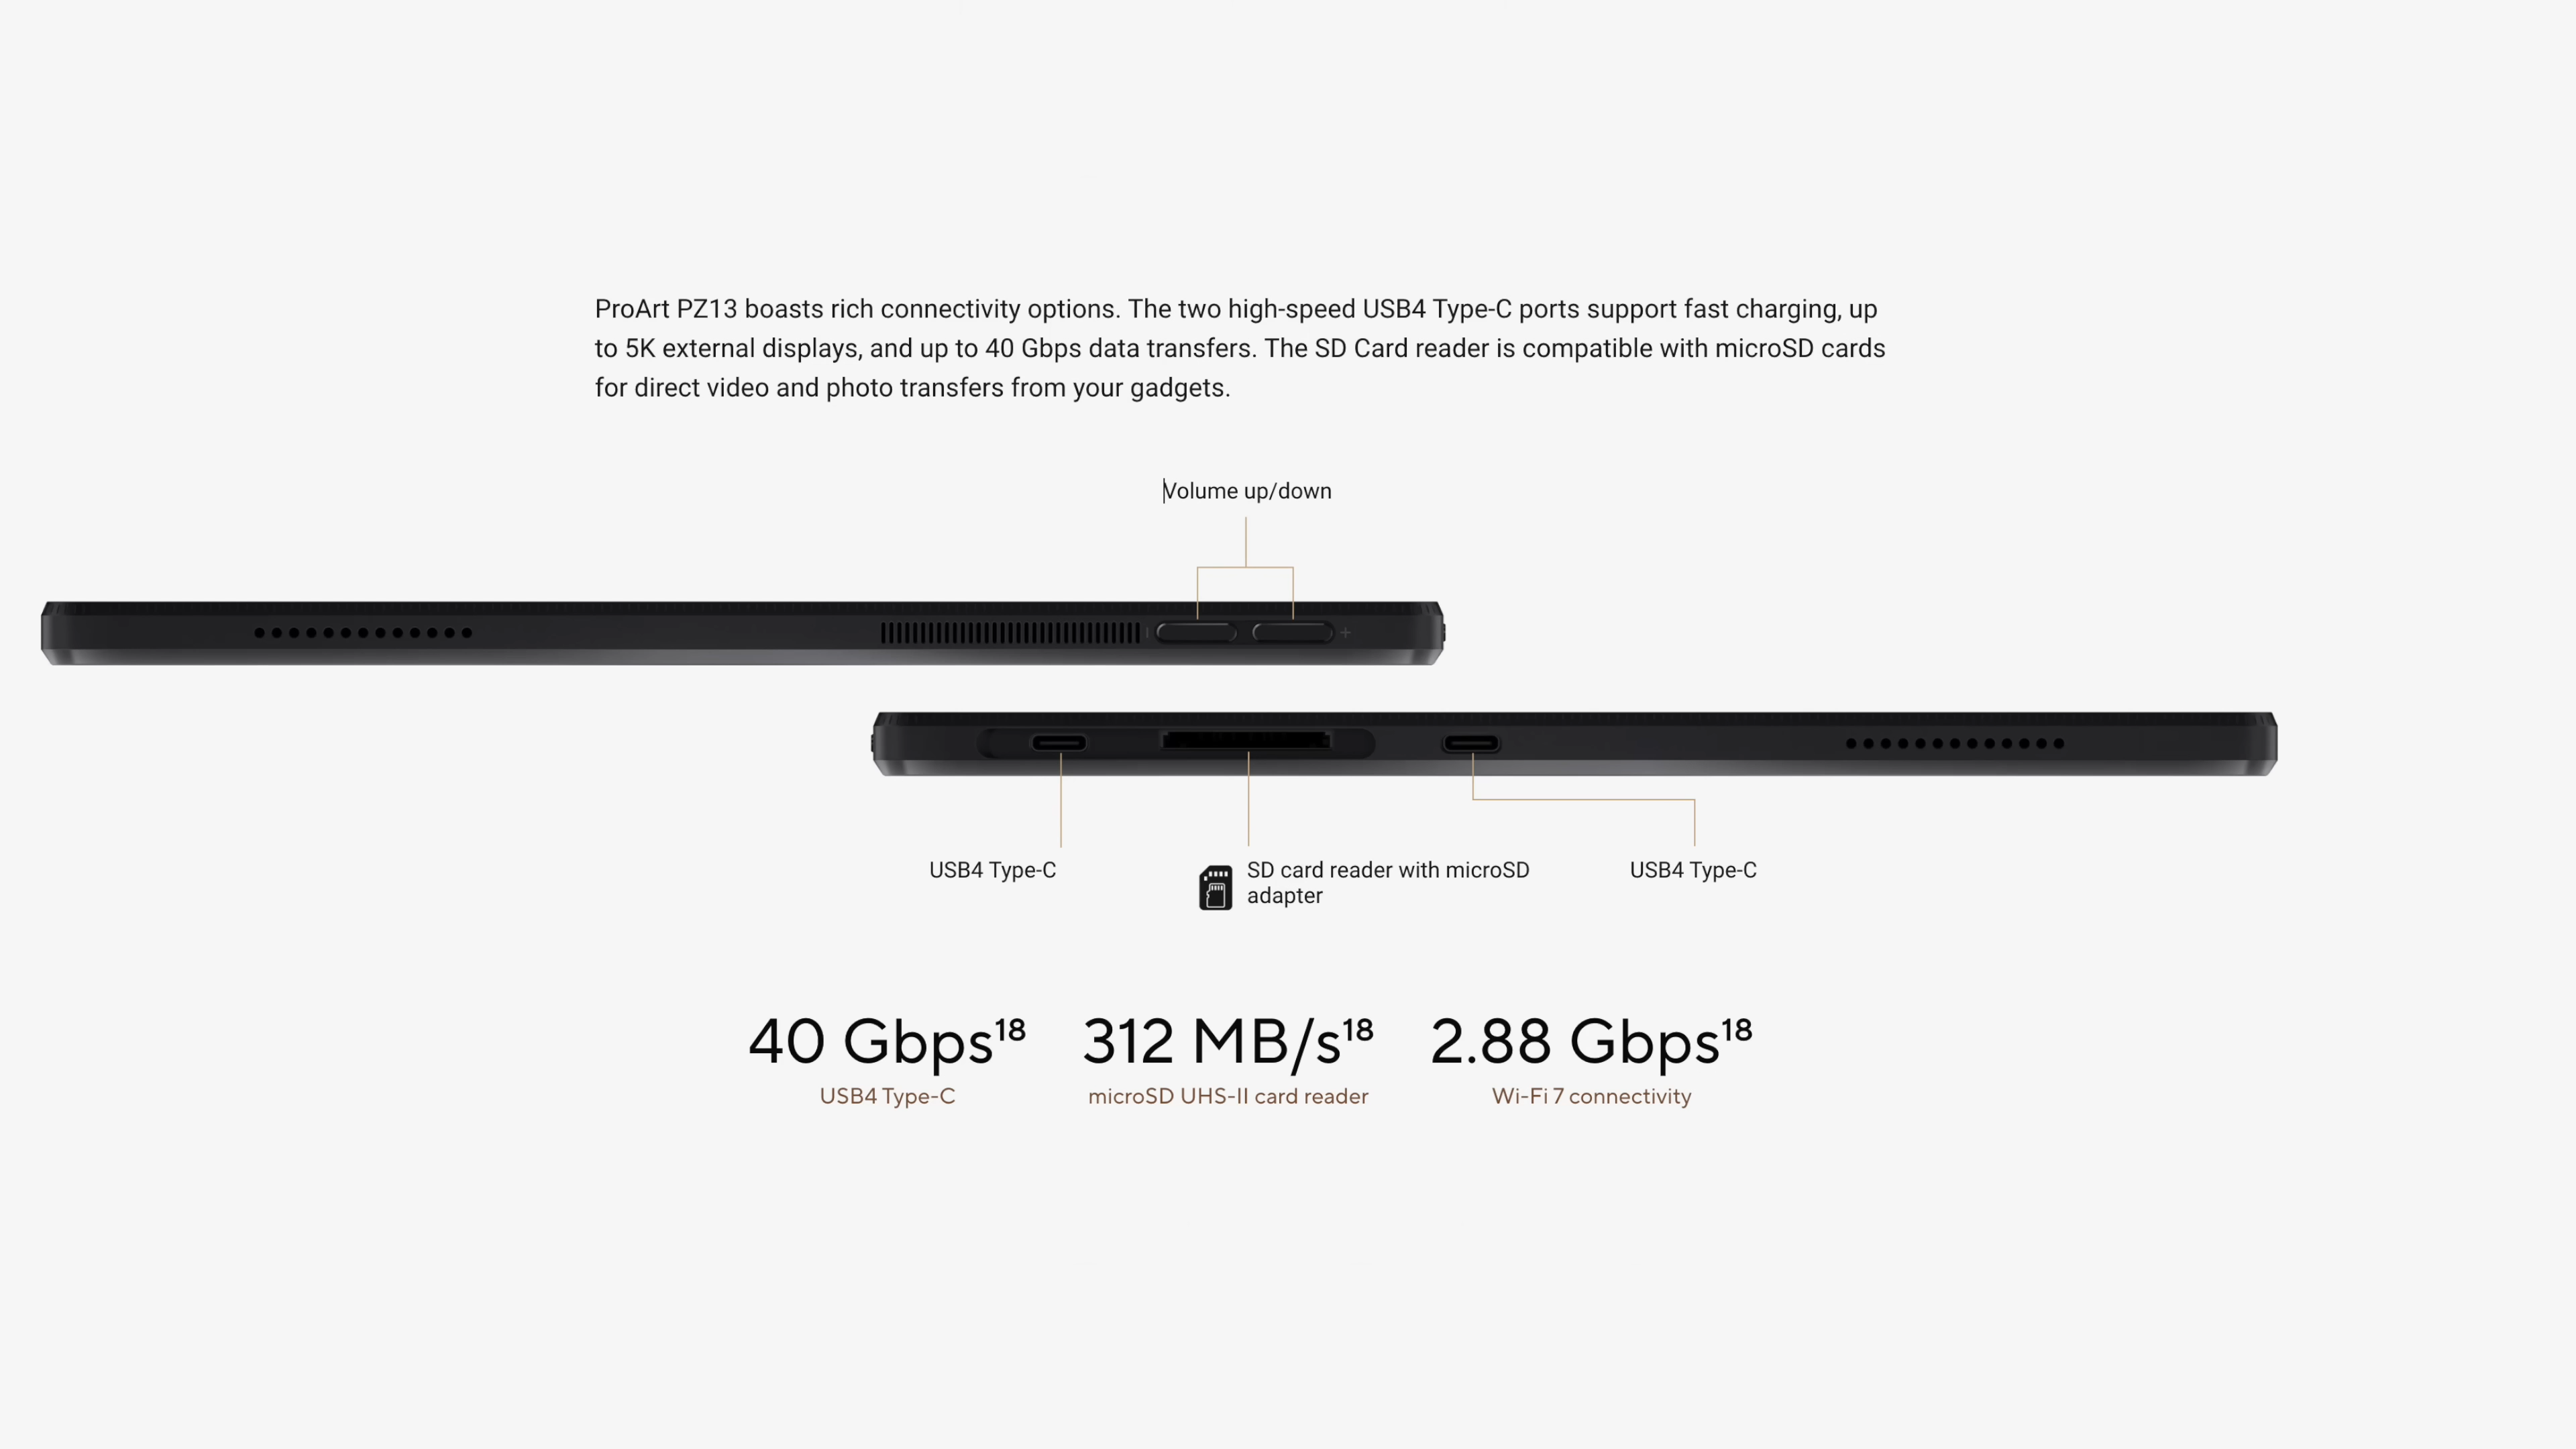 ProArt PZ13 boasts rich connectivity options. The two high-speed USB4 Type-C ports support fast charging, up
to 5K external displays, and up to 40 Gbps data transfers. The SD Card reader is compatible with microSD cards
for direct video and photo transfers from your gadgets.
Volume up/down
USB4 Type-C
SD card reader with microSD
adapter
USB4 Type-C
40 Gbps¹⁸
312 MB/s¹⁸
2.88 Gbps¹⁸
USB4 Type-C
microSD UHS-II card reader
Wi-Fi 7 connectivity